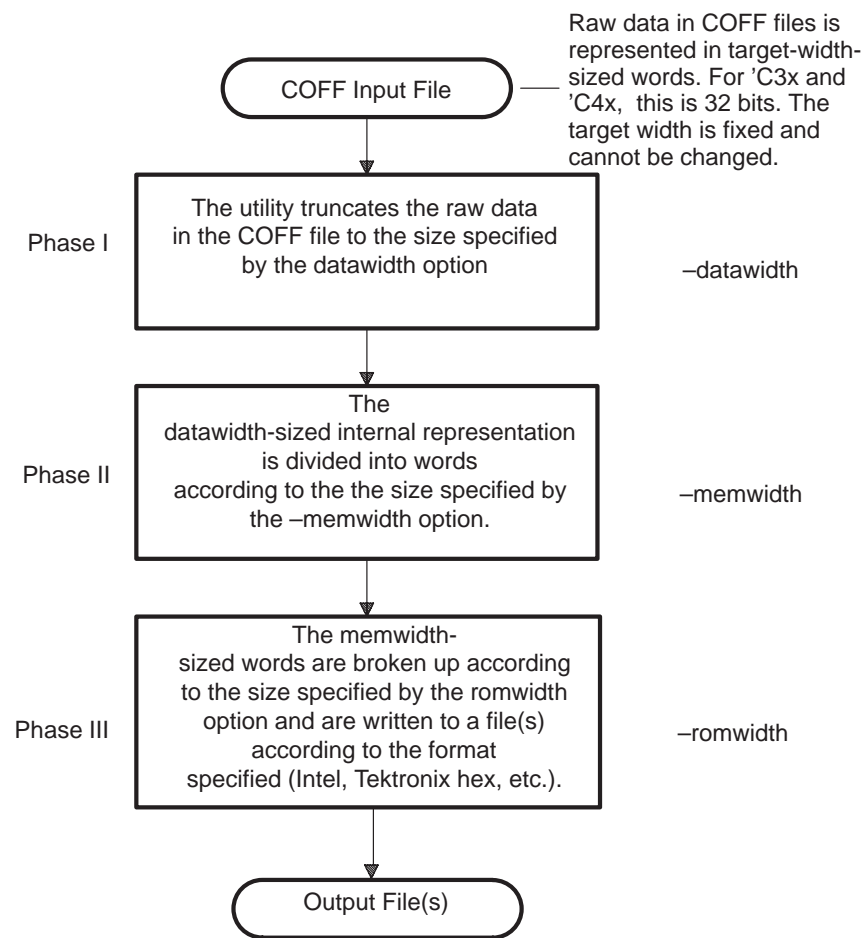 Raw data in COFF files is
represented in target-width-
sized words. For ’C3x and
’C4x, this is 32 bits. The
target width is fixed and
cannot be changed.
COFF Input File
Phase I
The utility truncates the raw data
in the COFF file to the size specified
by the datawidth option
–datawidth
Phase II
The
datawidth-sized internal representation
is divided into words
according to the the size specified by
the –memwidth option.
–memwidth
Phase III
The memwidth-
sized words are broken up according
to the size specified by the romwidth
option and are written to a file(s)
according to the format
specified (Intel, Tektronix hex, etc.).
–romwidth
Output File(s)